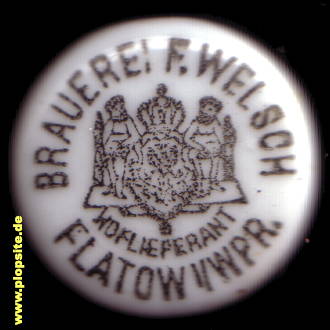 BRAUEREI F. WELSCH
HOFLIEFERANT
FLATOW I/WPR.
www.plopsite.de